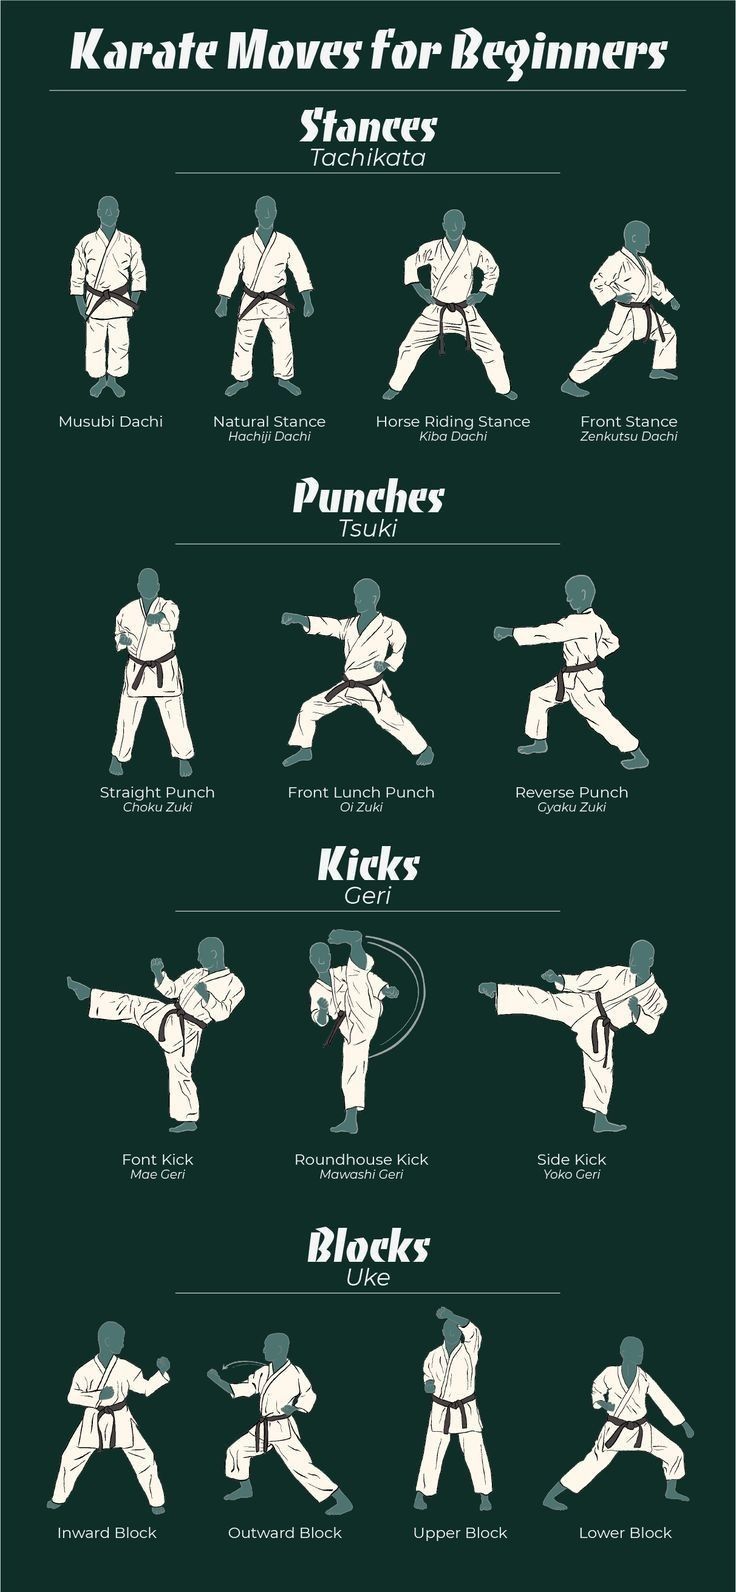 Karate Moves for Beginners
Stances
Tachikata
Musubi Dachi
Natural Stance
Hachiji Dachi
Horse Riding Stance
Kiba Dachi
Front Stance
Zenkutsu Dachi
Punches
Tsuki
Straight Punch
Choku Zuki
Front Lunch Punch
Oi Zuki
Reverse Punch
Gyaku Zuki
Kicks
Geri
Font Kick
Mae Geri
Roundhouse Kick
Mawashi Geri
Side Kick
Yoko Geri
Blocks
Uke
Inward Block
Outward Block
Upper Block
Lower Block